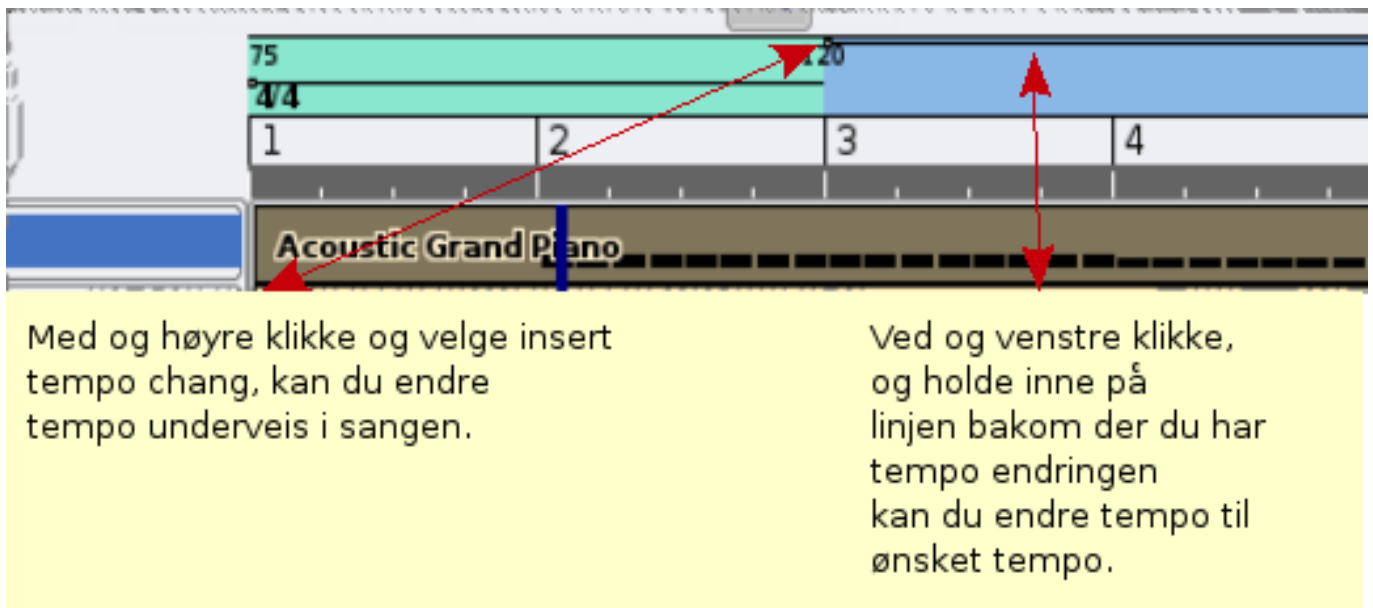 75
120
4/4
1 2 3 4
Acoustic Grand Piano
Med og høyre klikke og velge insert
tempo chang, kan du endre
tempo underveis i sangen.
Ved og venstre klikke,
og holde inne på
linjen bakom der du har
tempo endringen
kan du endre tempo til
ønsket tempo.